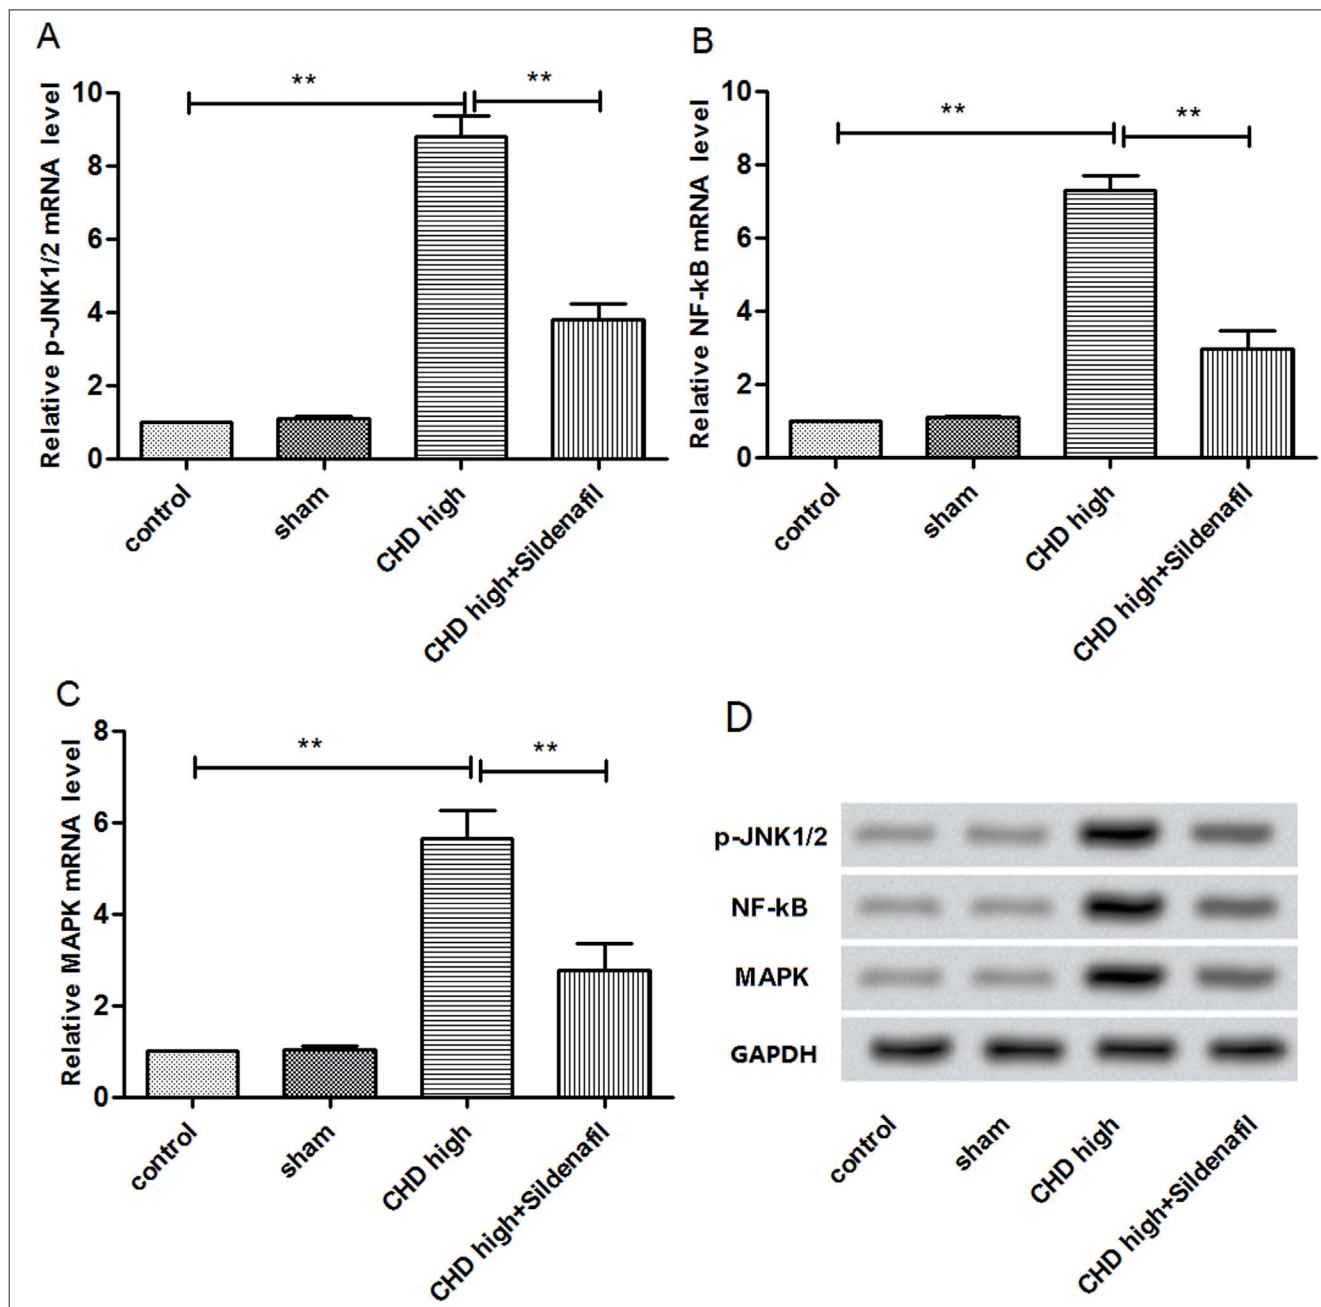 A
Relative p-JNK1/2 mRNA level
10
8
6
4
2
0
**
**
control
sham
CHD high
CHD high+Sildenafil
B
Relative NF-kB mRNA level
10
8
6
4
2
0
**
**
control
sham
CHD high
CHD high+Sildenafil
C
Relative MAPK mRNA level
8
6
4
2
0
**
**
control
sham
CHD high
CHD high+Sildenafil
D
p-JNK1/2
NF-kB
MAPK
GAPDH
control
sham
CHD high
CHD high+Sildenafil